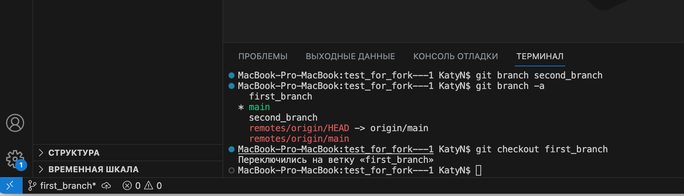 ПРОБЛЕМЫ ВЫХОДНЫЕ ДАННЫЕ КОНСОЛЬ ОТЛАДКИ ТЕРМИНАЛ
MacBook-Pro-MacBook:test_for_fork---1 KatyN$ git branch second_branch
MacBook-Pro-MacBook:test_for_fork---1 KatyN$ git branch -a
first_branch
* main
second_branch
remotes/origin/HEAD -> origin/main
remotes/origin/main
MacBook-Pro-MacBook:test_for_fork---1 KatyN$ git checkout first_branch
Переключились на ветку «first_branch»
MacBook-Pro-MacBook:test_for_fork---1 KatyN$
СТРУКТУРА
ВРЕМЕННАЯ ШКАЛА
1
first_branch* 0 0